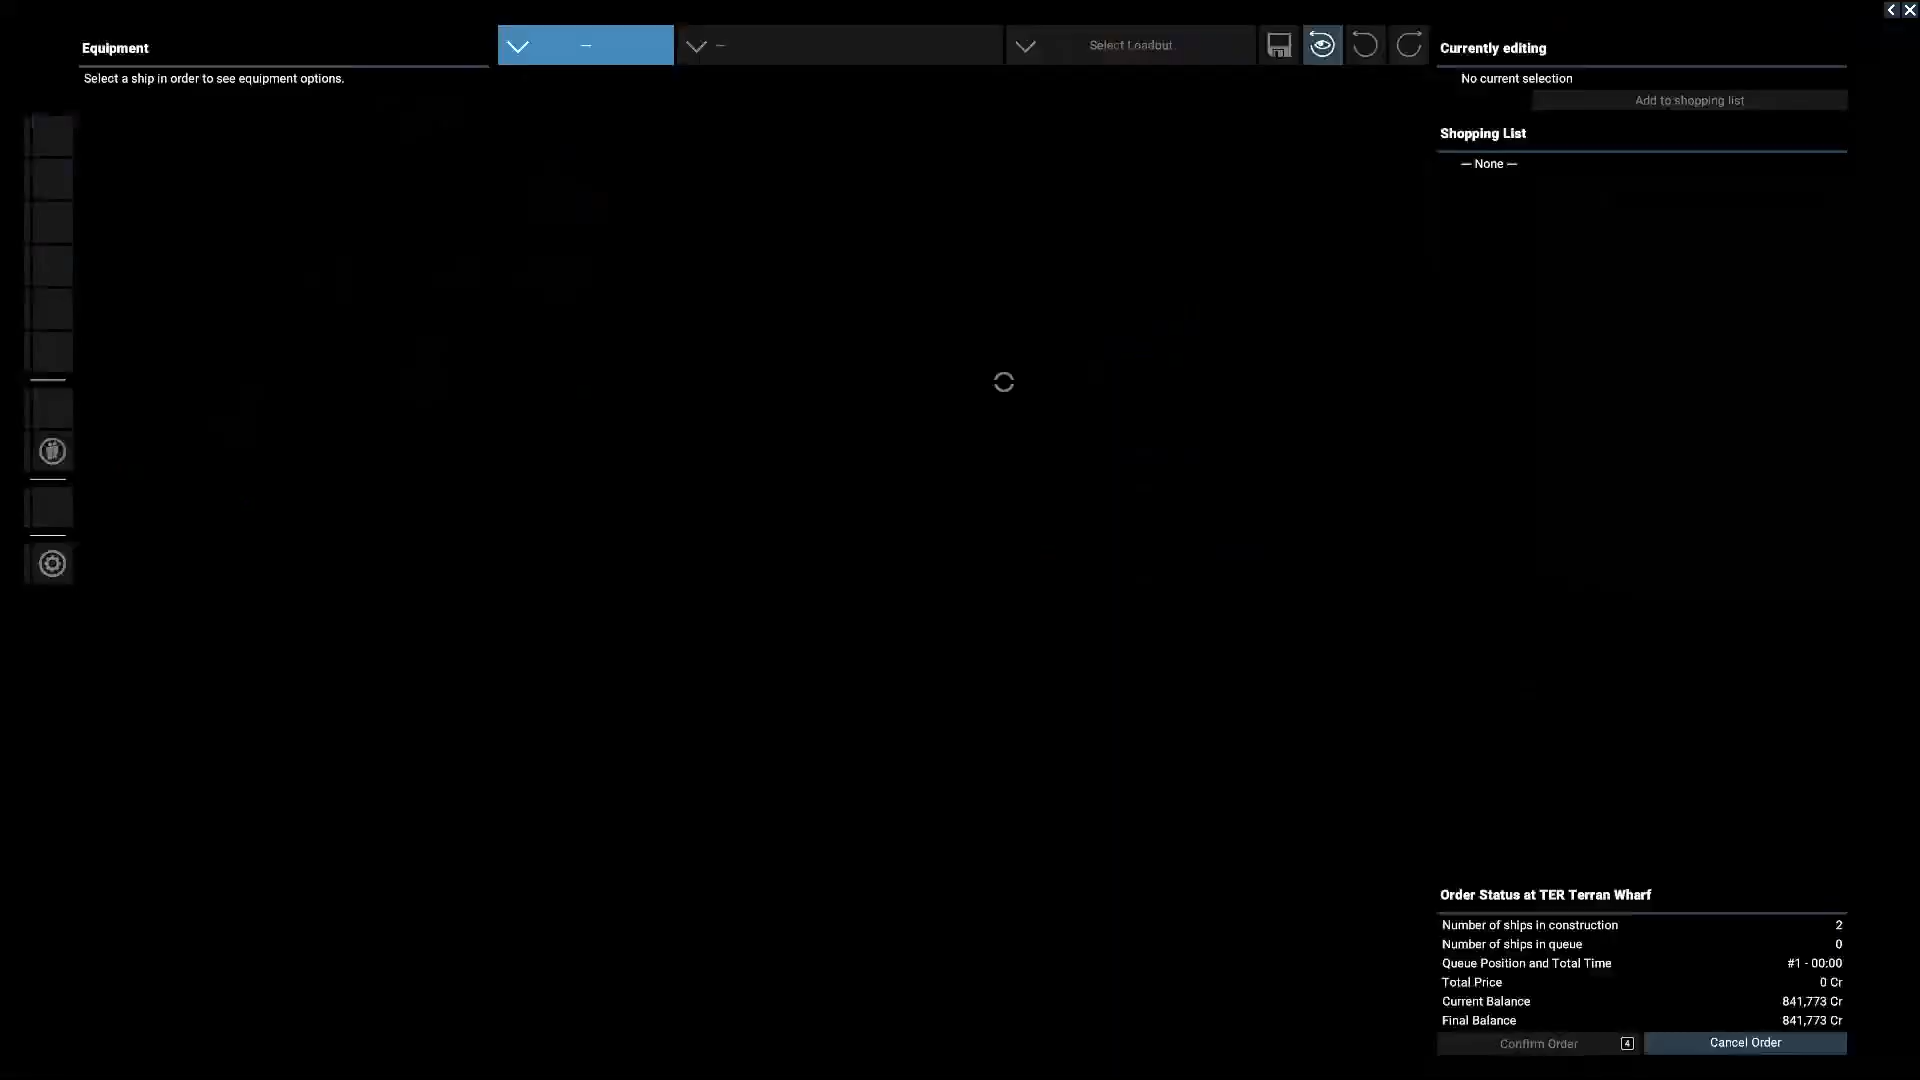 Equipment
Select a ship in order to see equipment options.
—
—
Select Loadout
Currently editing
No current selection
Add to shopping list
Shopping List
— None —
Order Status at TER Terran Wharf
Number of ships in construction 2
Number of ships in queue 0
Queue Position and Total Time #1 - 00:00
Total Price 0 Cr
Current Balance 841,773 Cr
Final Balance 841,773 Cr
Confirm Order 4
Cancel Order